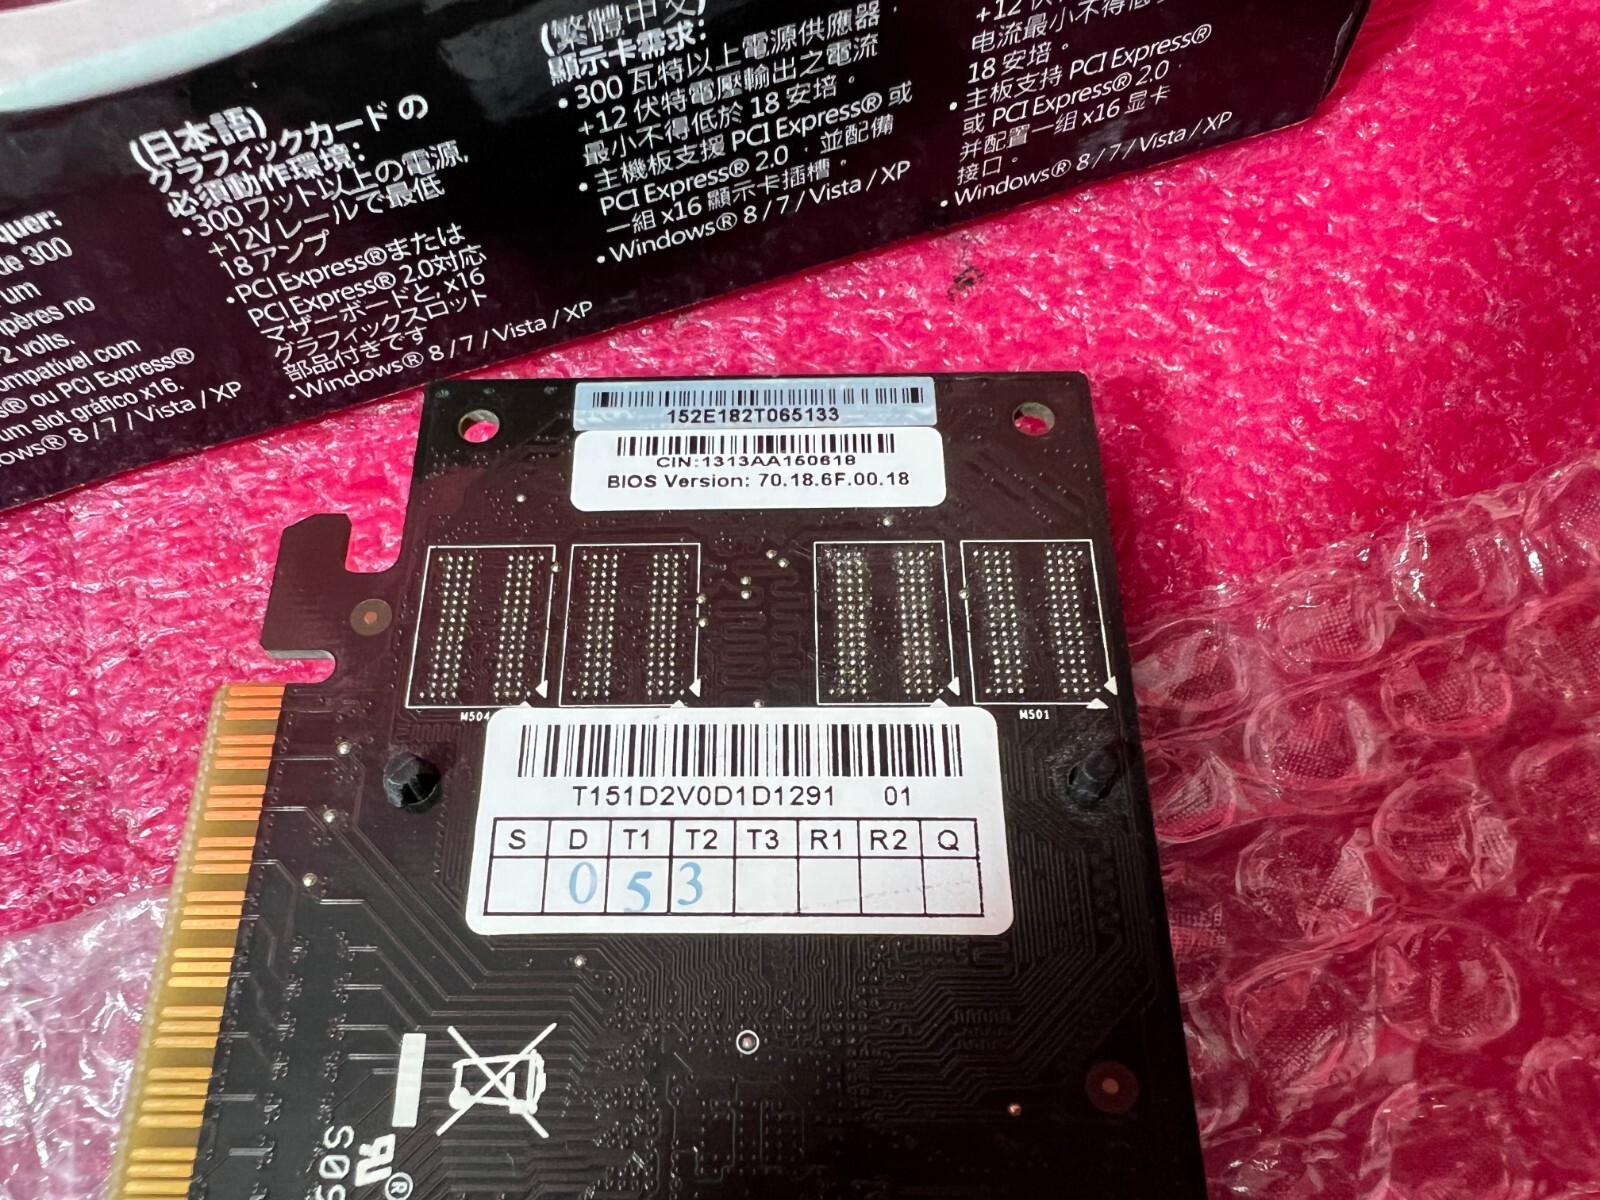 quer:
de 300
um
pères no
2 volts.
ompatível com
s® ou PCI Express®
um slot gráfico x16.
ows® 8 / 7 / Vista / XP
(日本語)
グラフィックカード の
必須動作環境:
•300ワット以上の電源,
+12V レールで最低
18アンプ
•PCI Express®または
PCI Express® 2.0対応
マザーボードと, x16
グラフィックスロット
部品付きです
•Windows® 8 / 7 / Vista / XP
(繁體中文)
顯示卡需求:
•300 瓦特以上電源供應器,
+12 伏特電壓輸出之電流
最小不得低於 18 安培。
•主機板支援 PCI Express® 或
PCI Express® 2.0,並配備
一組 x16 顯示卡插槽。
•Windows® 8 / 7 / Vista / XP
+12 伏
电流最小不得低
18 安培。
•主板支持 PCI Express®
或 PCI Express® 2.0,
并配置一组 x16 显卡
接口。
•Windows® 8 / 7 / Vista / XP
152E182T065133
CIN:1313AA150618
BIOS Version: 70.18.6F.00.18
M504
M501
T151D2V0D1D1291 01
S D T1 T2 T3 R1 R2 Q
0 5 3
S09
®